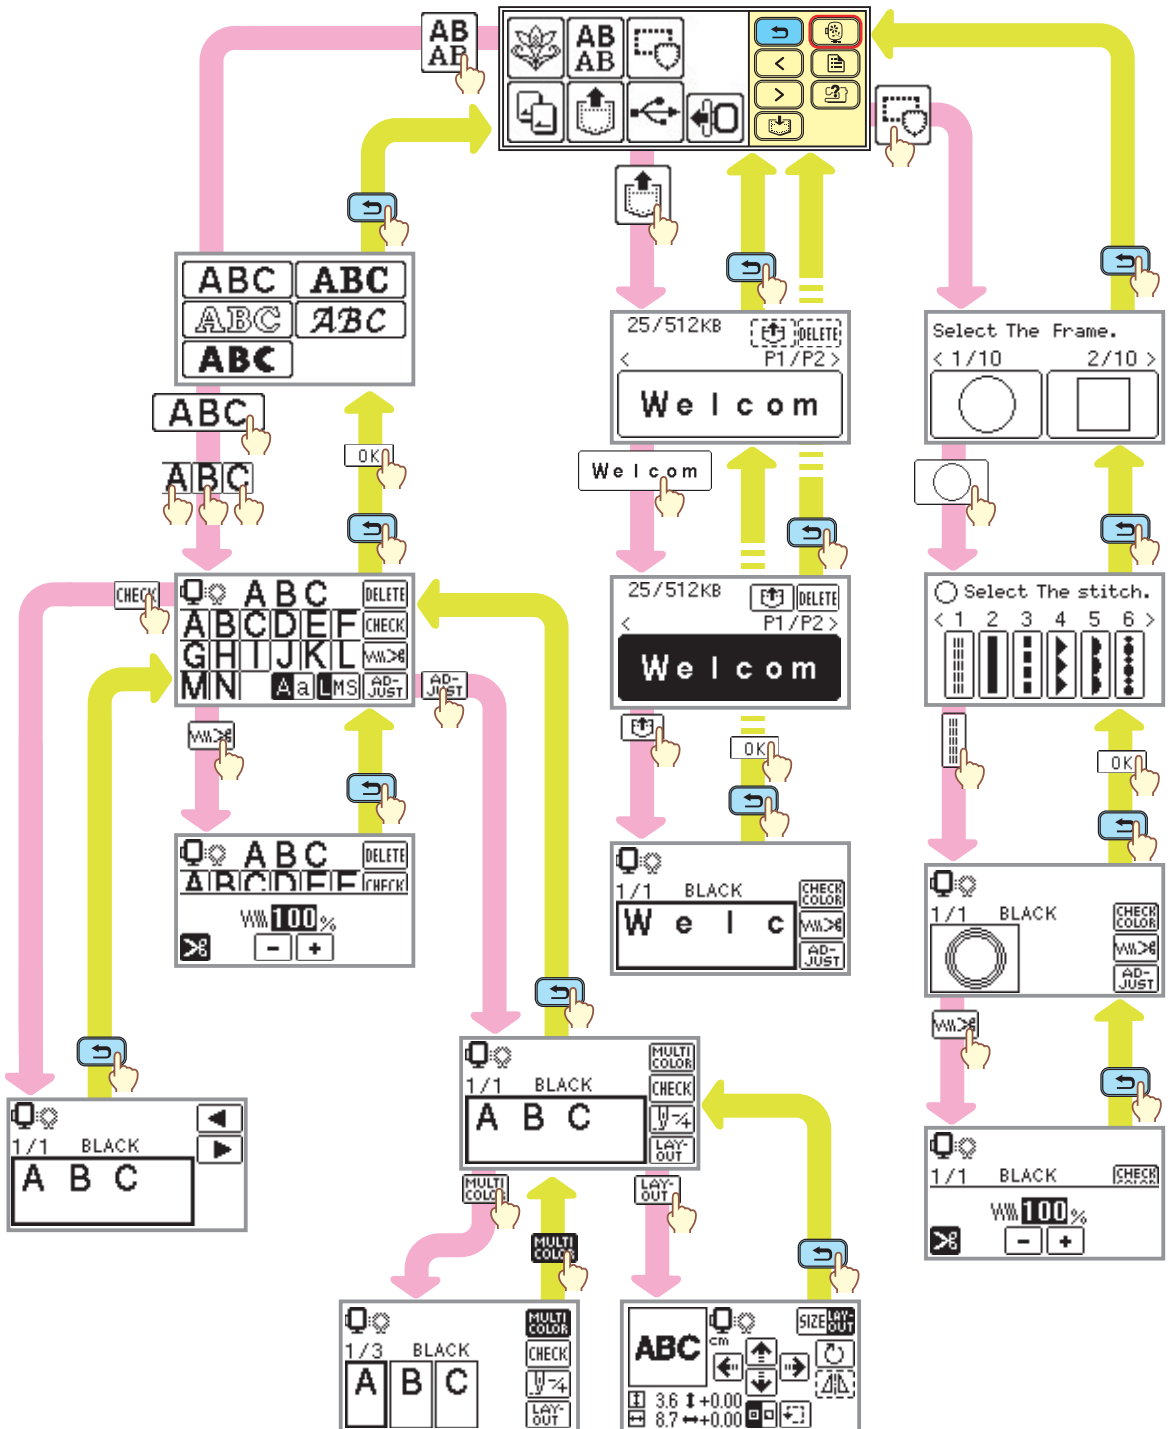 AB
AB
AB
AB
ABC
ABC
ABC
ABC
ABC
25/512KB
DELETE
< P1/P2 >
Welcom
Select The Frame.
< 1/10 2/10 >
ABC
ABC
OK
Welcom
CHECK
ABC
DELETE
ABCDEF
CHECK
GHIJKL
MN
Aa
LMS
AD-
JUST
AD-
JUST
25/512KB
DELETE
< P1/P2 >
Welcom
Select The stitch.
< 1 2 3 4 5 6 >
OK
OK
ABC
DELETE
ABCDEF
CHECK
100%
- +
1/1 BLACK
CHECK
COLOR
Welc
AD-
JUST
1/1 BLACK
CHECK
COLOR
AD-
JUST
1/1 BLACK
A B C
MULTI
COLOR
1/1 BLACK
CHECK
A B C
LAY-
OUT
1/1 BLACK
CHECK
COLOR
100%
- +
MULTI
COLOR
LAY-
OUT
MULTI
COLOR
MULTI
COLOR
1/3 BLACK
CHECK
A B C
LAY-
OUT
ABC
cm
SIZE
LAY-
OUT
3.6 +0.00
8.7 +0.00